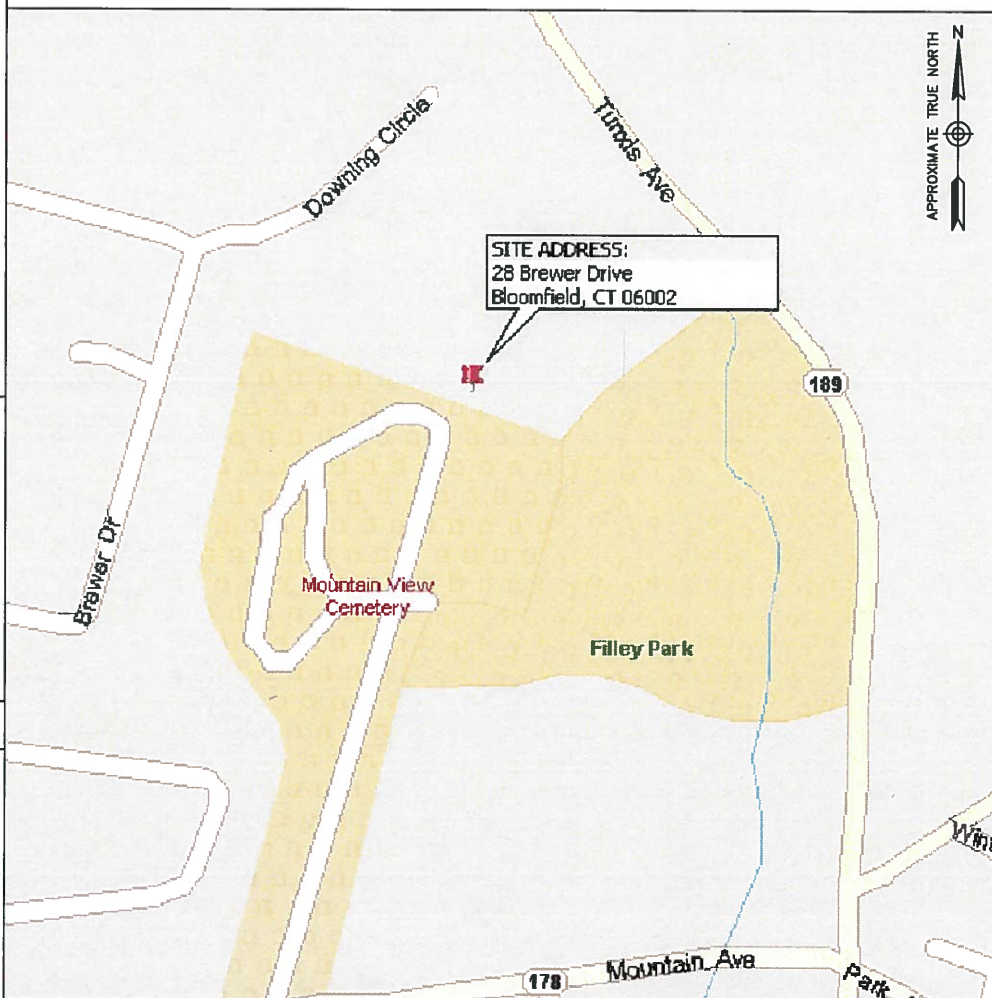 N
APPROXIMATE TRUE NORTH
Tunxis Ave
Downing Circle
SITE ADDRESS:
28 Brewer Drive
Bloomfield, CT 06002
189
Brewer Dr
Mountain View
Cemetery
Filley Park
Mountain Ave
178
Park